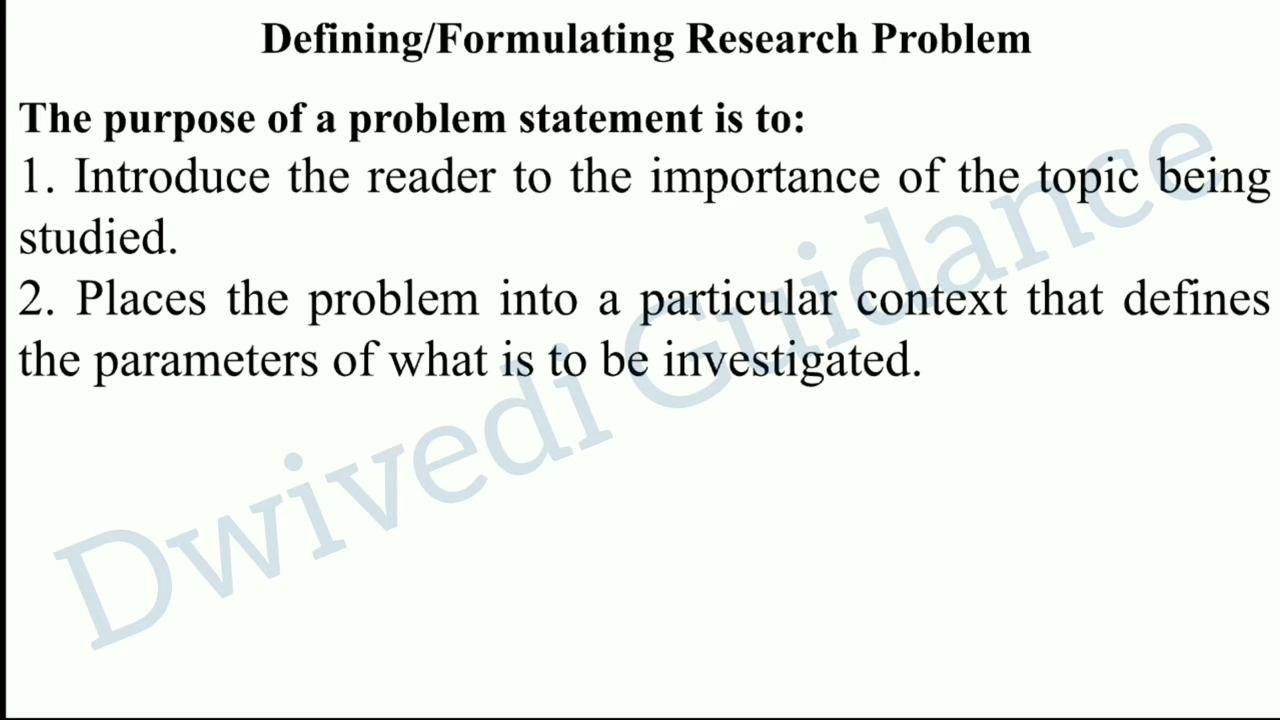 Defining/Formulating Research Problem
The purpose of a problem statement is to:
1. Introduce the reader to the importance of the topic being
studied.
2. Places the problem into a particular context that defines
the parameters of what is to be investigated.
Dwivedi Guidance